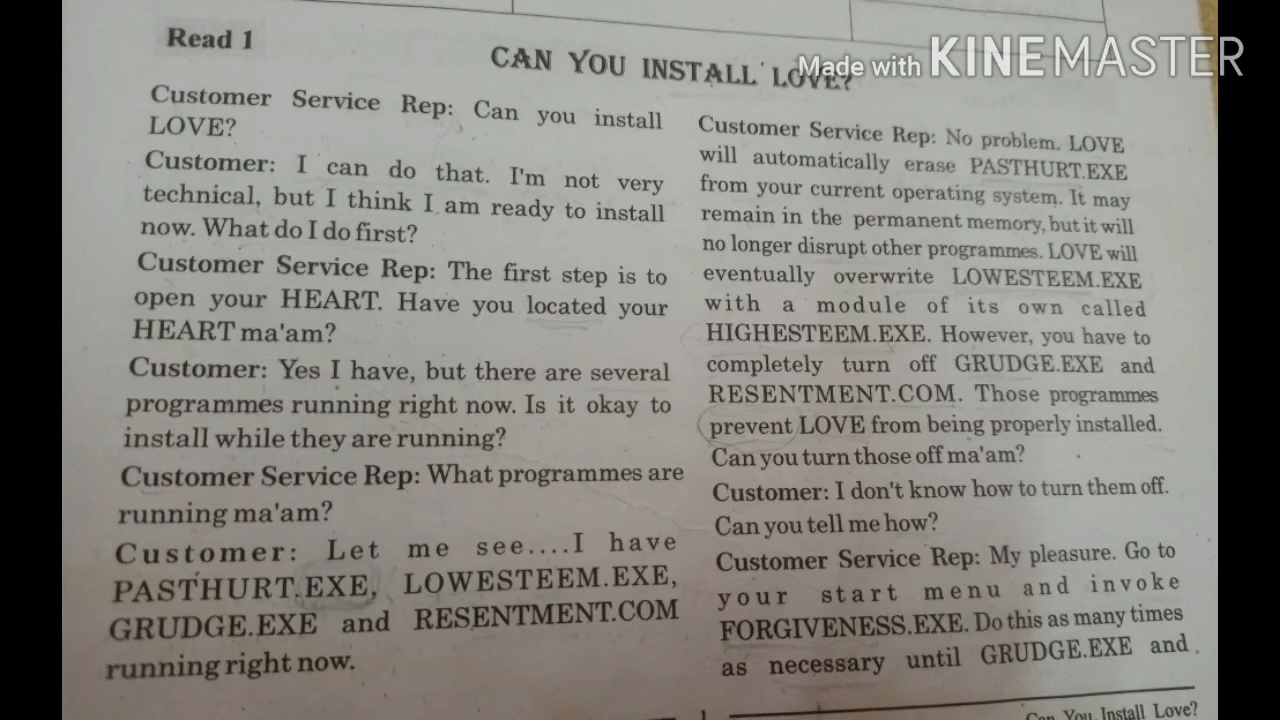 Read 1
CAN YOU INSTALL LOVE?
Made with KINEMASTER
Customer Service Rep: Can you install
LOVE?
Customer: I can do that. I'm not very
technical, but I think I am ready to install
now. What do I do first?
Customer Service Rep: The first step is to
open your HEART. Have you located your
HEART ma'am?
Customer: Yes I have, but there are several
programmes running right now. Is it okay to
install while they are running?
Customer Service Rep: What programmes are
running ma'am?
Customer: Let me see....I have
PASTHURT.EXE, LOWESTEEM.EXE,
GRUDGE.EXE and RESENTMENT.COM
running right now.
Customer Service Rep: No problem. LOVE
will automatically erase PASTHURT.EXE
from your current operating system. It may
remain in the permanent memory, but it will
no longer disrupt other programmes. LOVE will
eventually overwrite LOWESTEEM.EXE
with a module of its own called
HIGHESTEEM.EXE. However, you have to
completely turn off GRUDGE.EXE and
RESENTMENT.COM. Those programmes
prevent LOVE from being properly installed.
Can you turn those off ma'am?
Customer: I don't know how to turn them off.
Can you tell me how?
Customer Service Rep: My pleasure. Go to
your start menu and invoke
FORGIVENESS.EXE. Do this as many times
as necessary until GRUDGE.EXE and
1
Can You Install Love?